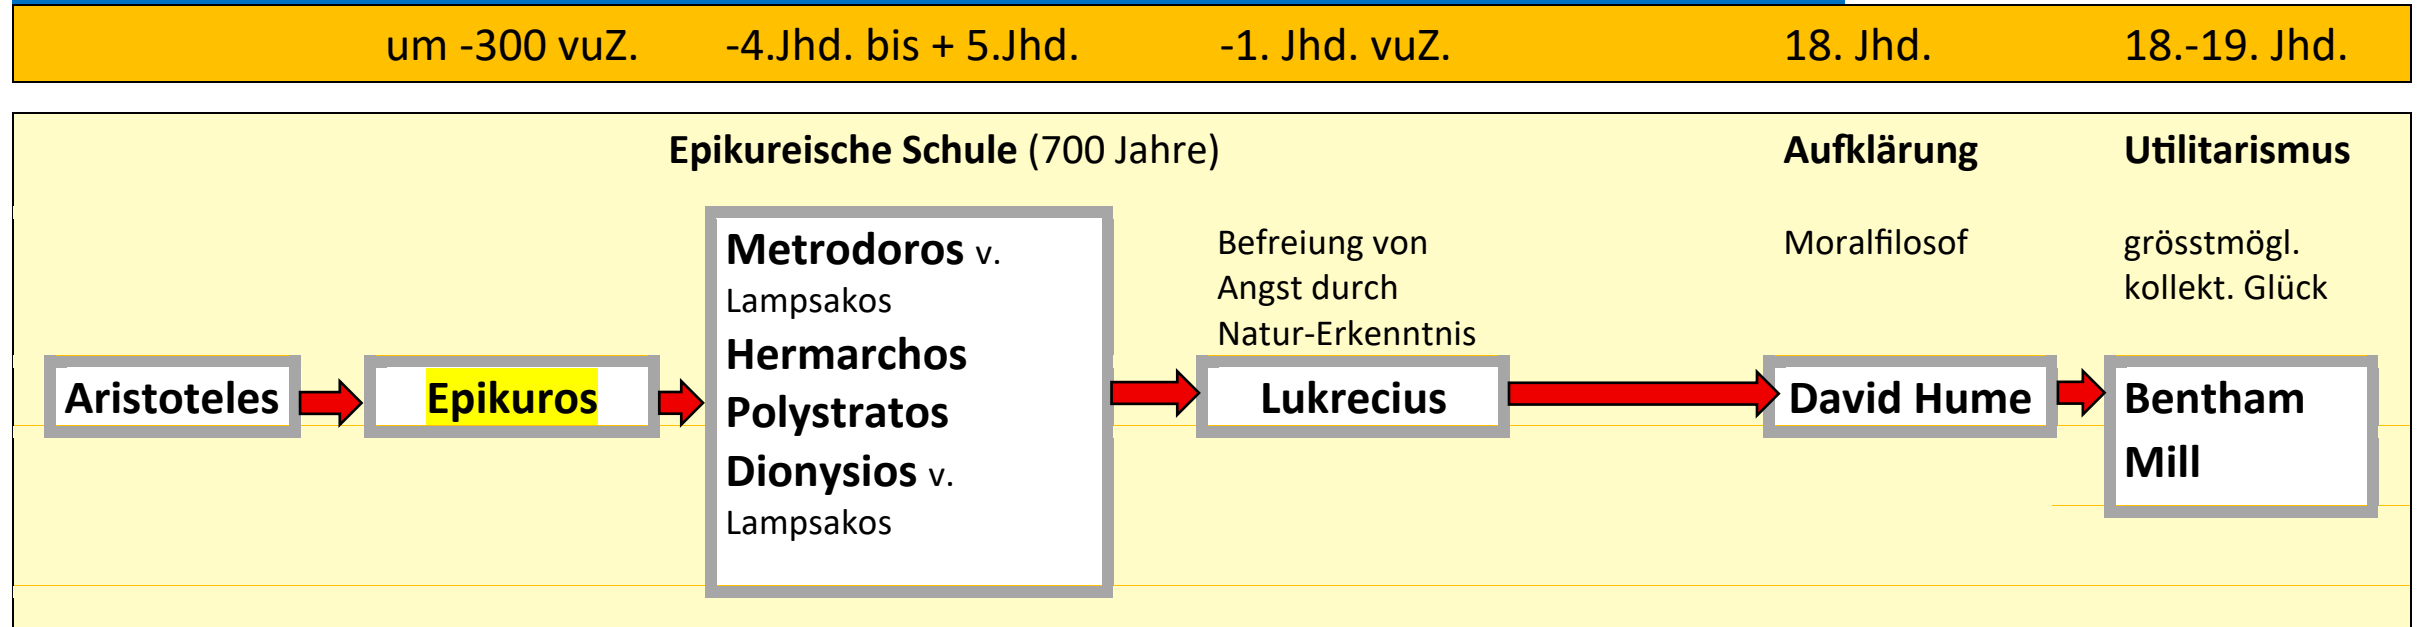 um -300 vuZ. -4.Jhd. bis + 5.Jhd. -1. Jhd. vuZ. 18. Jhd. 18.-19. Jhd.
Epikureische Schule (700 Jahre)
Aufklärung
Utilitarismus
Aristoteles
Epikuros
Metrodoros v.
Lampsakos
Hermarchos
Polystratos
Dionysios v.
Lampsakos
Befreiung von
Angst durch
Natur-Erkenntnis
Lukrecius
Moralfilosof
David Hume
grösstmögl.
kollekt. Glück
Bentham
Mill